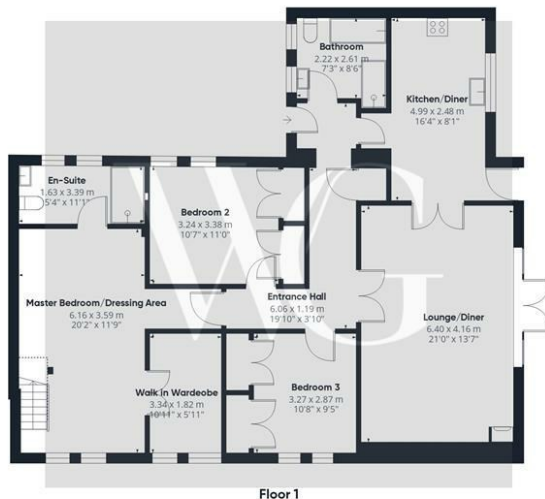 Bathroom
2.22 x 2.61 m
7'3" x 8'6"
Kitchen/Diner
4.99 x 2.48 m
16'4" x 8'1"
En-Suite
1.63 x 3.39 m
5'4" x 11'1"
Bedroom 2
3.24 x 3.38 m
10'7" x 11'0"
Master Bedroom/Dressing Area
6.16 x 3.59 m
20'2" x 11'9"
Entrance Hall
6.06 x 1.19 m
19'10" x 3'10"
Lounge/Diner
6.40 x 4.16 m
21'0" x 13'7"
Walk in Wardeobe
3.34 x 1.82 m
10'11" x 5'11"
Bedroom 3
3.27 x 2.87 m
10'8" x 9'5"
WG
Floor 1